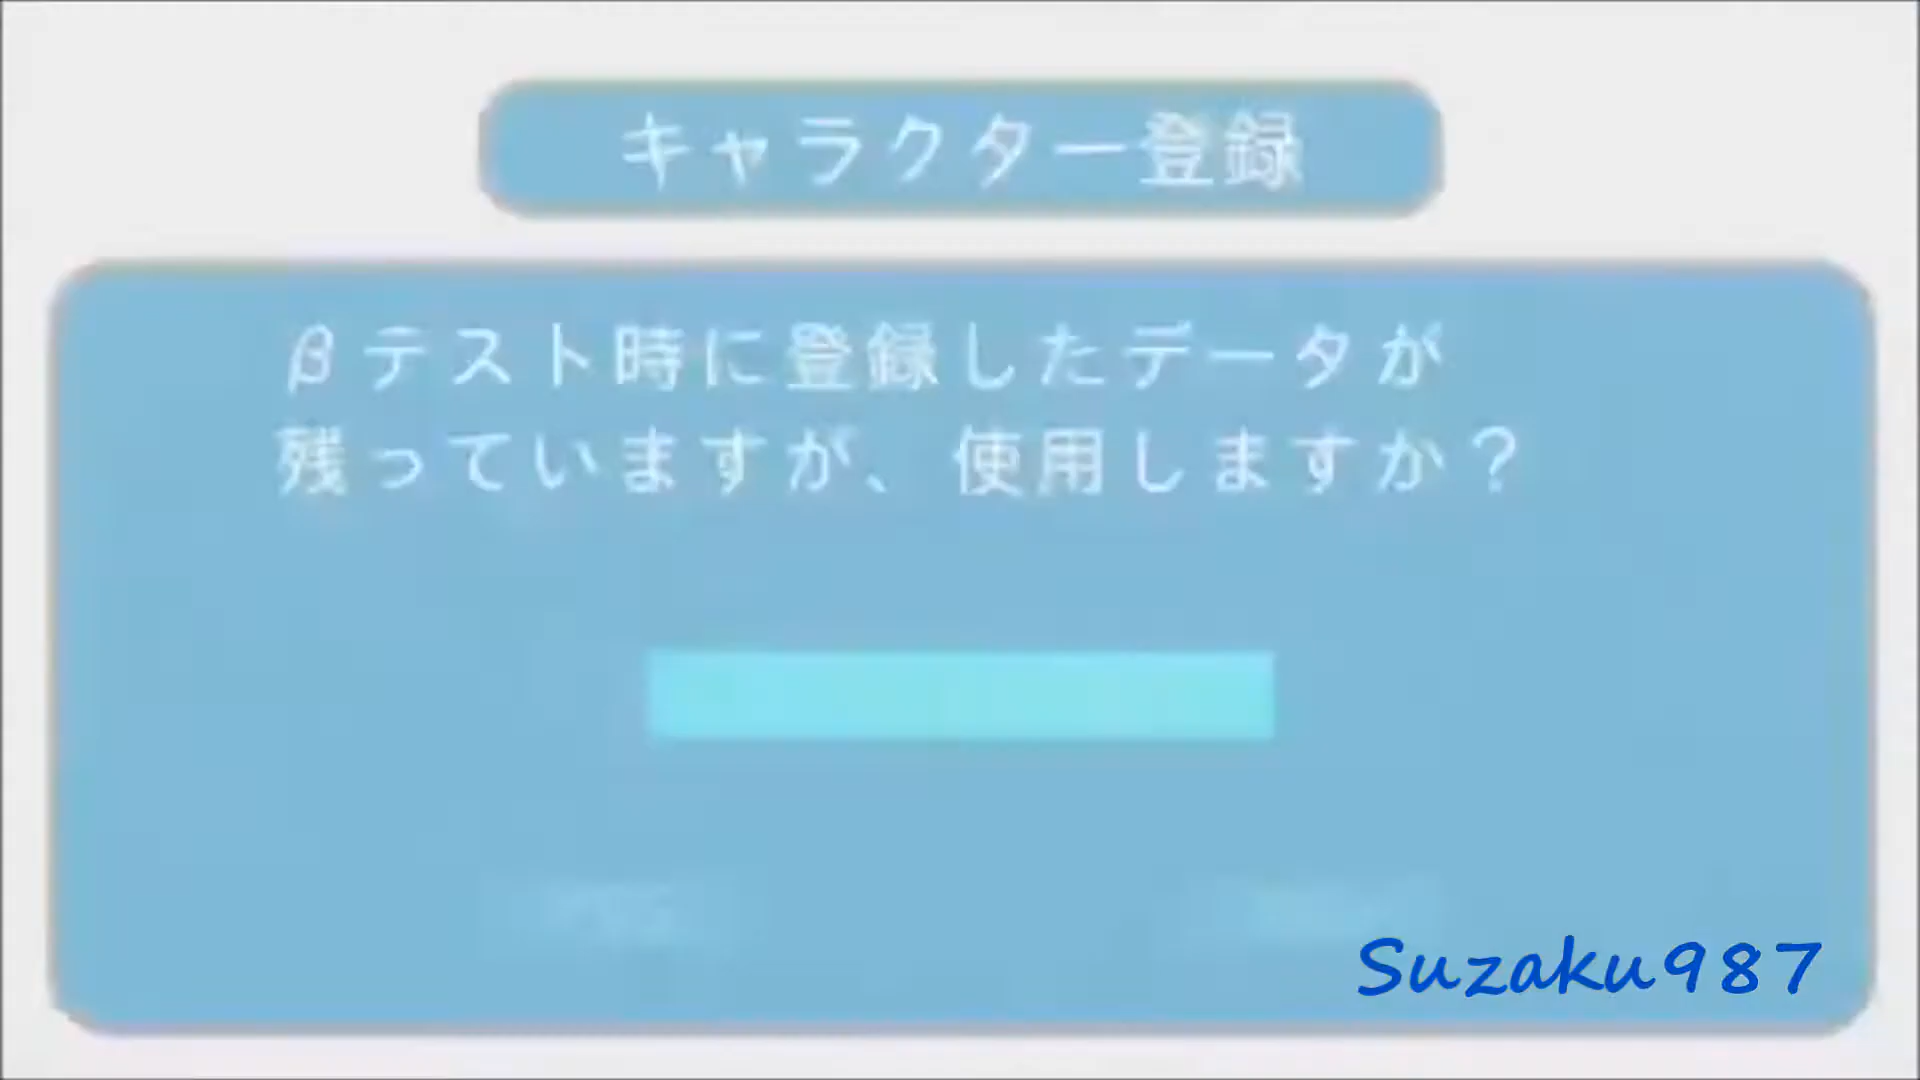 キャラクター登録
βテスト時に登録したデータが
残っていますが、使用しますか？
Suzaku987